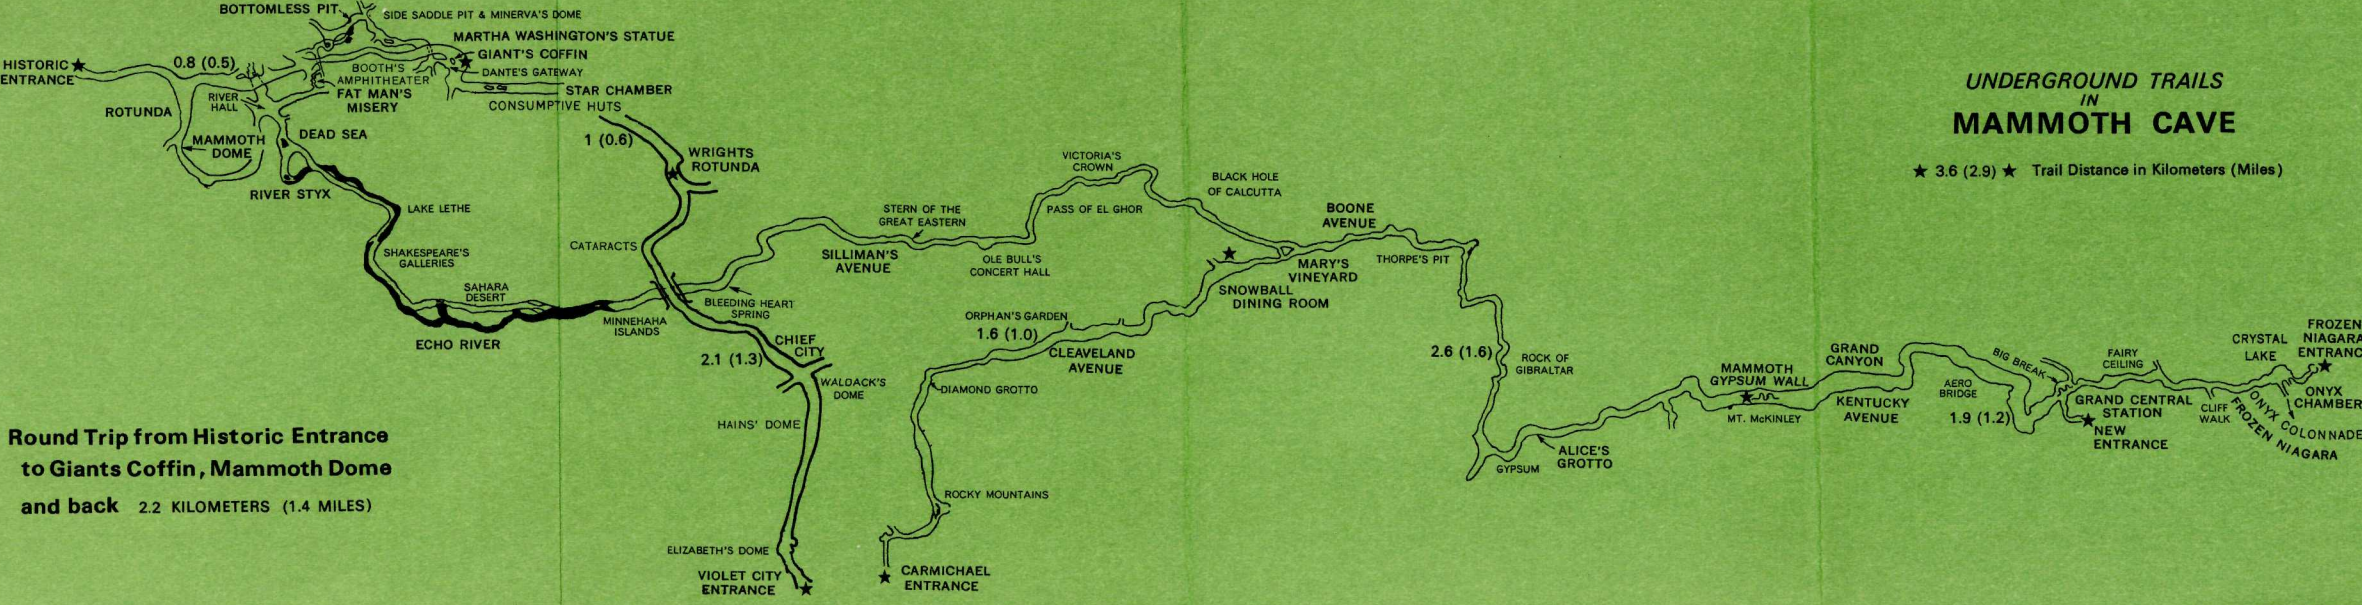 BOTTOMLESS PIT
SIDE SADDLE PIT & MINERVA'S DOME
MARTHA WASHINGTON'S STATUE
GIANT'S COFFIN
HISTORIC
ENTRANCE
0.8 (0.5)
BOOTH'S
AMPHITHEATER
DANTE'S GATEWAY
FAT MAN'S
MISERY
STAR CHAMBER
CONSUMPTIVE HUTS
RIVER
HALL
ROTUNDA
MAMMOTH
DOME
DEAD SEA
RIVER STYX
LAKE LETHE
SHAKESPEARE'S
GALLERIES
SAHARA
DESERT
ECHO RIVER
MINNEHAHA
ISLANDS
1 (0.6)
WRIGHTS
ROTUNDA
CATARACTS
BLEEDING HEART
SPRING
2.1 (1.3)
CHIEF
CITY
WALDACK'S
DOME
HAINS' DOME
ELIZABETH'S DOME
VIOLET CITY
ENTRANCE
SILLIMAN'S
AVENUE
STERN OF THE
GREAT EASTERN
OLE BULL'S
CONCERT HALL
VICTORIA'S
CROWN
PASS OF EL GHOR
BLACK HOLE
OF CALCUTTA
BOONE
AVENUE
MARY'S
VINEYARD
SNOWBALL
DINING ROOM
THORPE'S PIT
ORPHAN'S GARDEN
1.6 (1.0)
CLEAVELAND
AVENUE
DIAMOND GROTTO
ROCKY MOUNTAINS
CARMICHAEL
ENTRANCE
2.6 (1.6)
ROCK OF
GIBRALTAR
GYPSUM
ALICE'S
GROTTO
MAMMOTH
GYPSUM WALL
MT. McKINLEY
GRAND
CANYON
KENTUCKY
AVENUE
AERO
BRIDGE
1.9 (1.2)
BIG BREAK
FAIRY
CEILING
GRAND CENTRAL
STATION
NEW
ENTRANCE
CLIFF
WALK
CRYSTAL
LAKE
FROZEN
NIAGARA
ENTRANC
ONYX
CHAMBER
ONYX COLONNADE
FROZEN NIAGARA
UNDERGROUND TRAILS
IN
MAMMOTH CAVE
★ 3.6 (2.9) ★ Trail Distance in Kilometers (Miles)
Round Trip from Historic Entrance
to Giants Coffin, Mammoth Dome
and back 2.2 KILOMETERS (1.4 MILES)